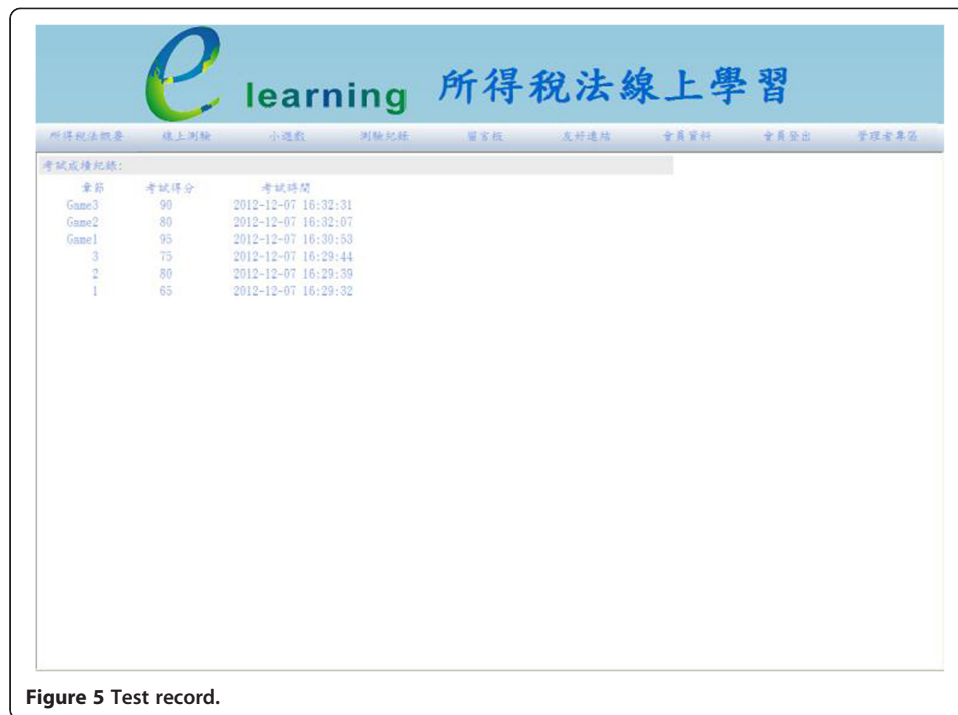 e learning 所得稅法線上學習
所得稅法概要 線上測驗 小遊戲 測驗紀錄 留言板 友好連結 會員資料 會員登出 管理者專區
考試成績紀錄:
章節 考試得分 考試時間
Game3 90 2012-12-07 16:32:31
Game2 80 2012-12-07 16:32:07
Game1 95 2012-12-07 16:30:53
3 75 2012-12-07 16:29:44
2 80 2012-12-07 16:29:39
1 65 2012-12-07 16:29:32
Figure 5 Test record.